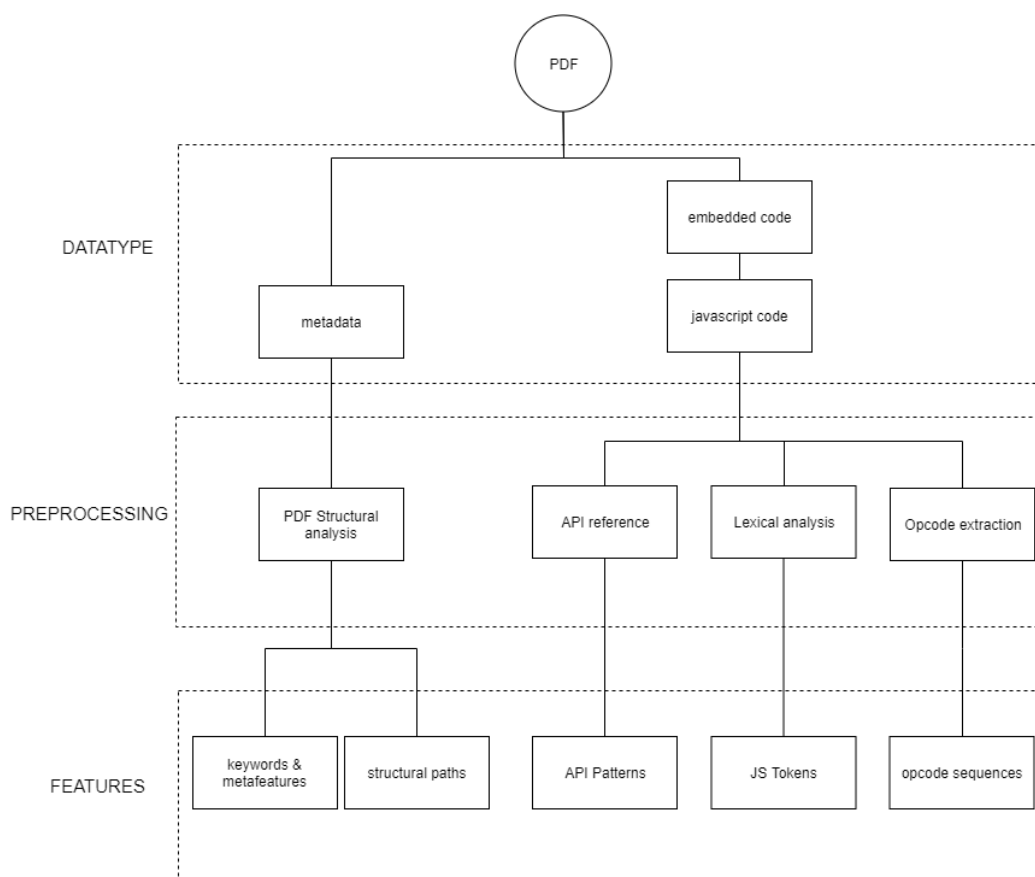 PDF
embedded code
DATATYPE
metadata
javascript code
PREPROCESSING
PDF Structural
analysis
API reference
Lexical analysis
Opcode extraction
FEATURES
keywords &
metafeatures
structural paths
API Patterns
JS Tokens
opcode sequences